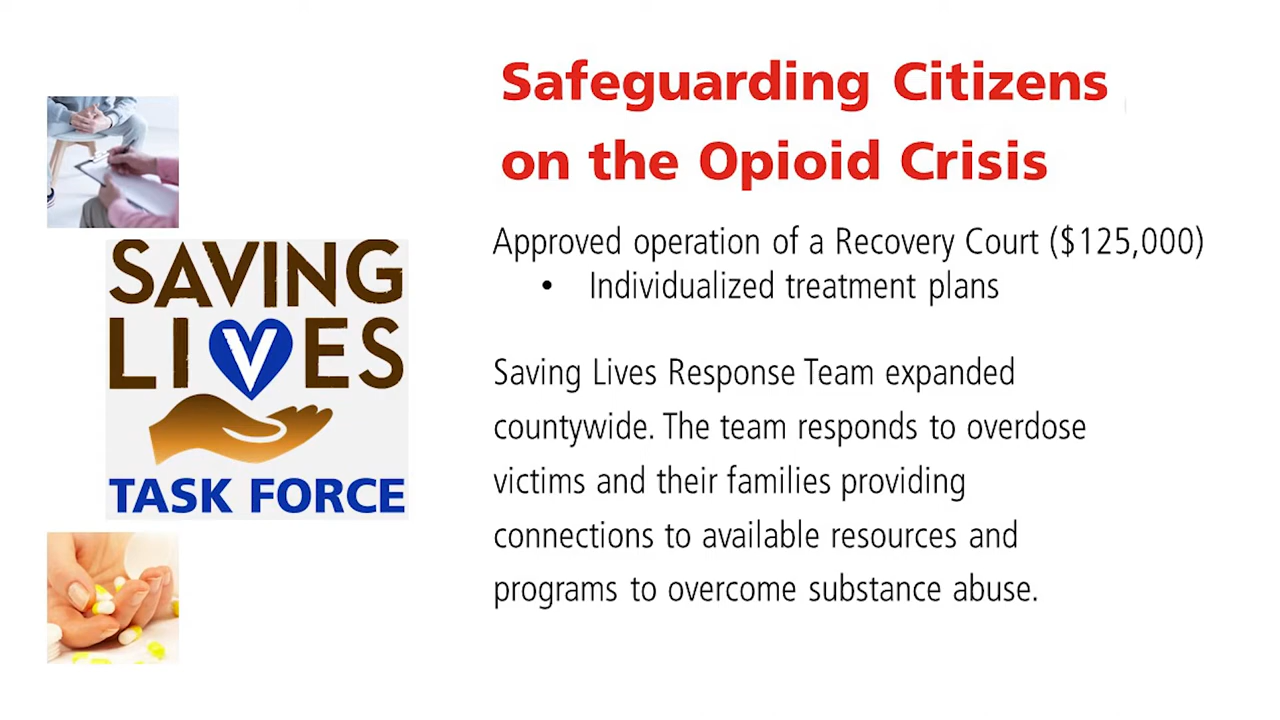 Safeguarding Citizens
on the Opioid Crisis
Approved operation of a Recovery Court ($125,000)
• Individualized treatment plans
Saving Lives Response Team expanded
countywide. The team responds to overdose
victims and their families providing
connections to available resources and
programs to overcome substance abuse.
SAVING
LIVES
TASK FORCE